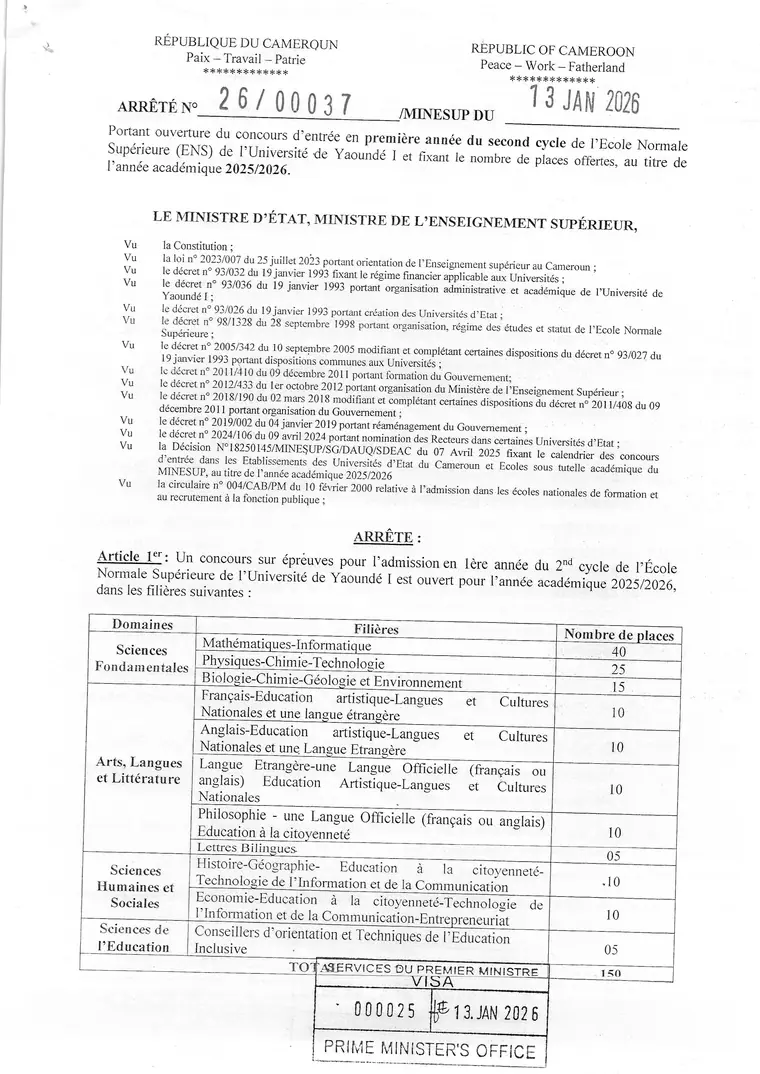 RÉPUBLIQUE DU CAMEROUN
Paix – Travail – Patrie
*************
REPUBLIC OF CAMEROON
Peace – Work – Fatherland
*************
ARRÊTÉ N° 26/00037 /MINESUP DU 13 JAN 2026
Portant ouverture du concours d'entrée en première année du second cycle de l'Ecole Normale
Supérieure (ENS) de l'Université de Yaoundé I et fixant le nombre de places offertes, au titre de
l'année académique 2025/2026.
LE MINISTRE D'ÉTAT, MINISTRE DE L'ENSEIGNEMENT SUPÉRIEUR,
Vu la Constitution ;
Vu la loi n° 2023/007 du 25 juillet 2023 portant orientation de l'Enseignement supérieur au Cameroun ;
Vu le décret n° 93/032 du 19 janvier 1993 fixant le régime financier applicable aux Universités ;
Vu le décret n° 93/036 du 19 janvier 1993 portant organisation administrative et académique de l'Université de
Yaoundé I ;
Vu le décret n° 93/026 du 19 janvier 1993 portant création des Universités d'Etat ;
Vu le décret n° 98/1328 du 28 septembre 1998 portant organisation, régime des études et statut de l'Ecole Normale
Supérieure ;
Vu le décret n° 2005/342 du 10 septembre 2005 modifiant et complétant certaines dispositions du décret n° 93/027 du
19 janvier 1993 portant dispositions communes aux Universités ;
Vu le décret n° 2011/410 du 09 décembre 2011 portant formation du Gouvernement;
Vu le décret n° 2012/433 du 1er octobre 2012 portant organisation du Ministère de l'Enseignement Supérieur ;
Vu le décret n° 2018/190 du 02 mars 2018 modifiant et complétant certaines dispositions du décret n° 2011/408 du 09
décembre 2011 portant organisation du Gouvernement ;
Vu le décret n° 2019/002 du 04 janvier 2019 portant réaménagement du Gouvernement ;
Vu le décret n° 2024/106 du 09 avril 2024 portant nomination des Recteurs dans certaines Universités d'Etat ;
Vu la Décision N°18250145/MINESUP/SG/DAUQ/SDEAC du 07 Avril 2025 fixant le calendrier des concours
d'entrée dans les Etablissements des Universités d'Etat du Cameroun et Ecoles sous tutelle académique du
MINESUP, au titre de l'année académique 2025/2026
Vu la circulaire n° 004/CAB/PM du 10 février 2000 relative à l'admission dans les écoles nationales de formation et
au recrutement à la fonction publique ;
ARRÊTE :
Article 1er : Un concours sur épreuves pour l'admission en 1ère année du 2nd cycle de l'École
Normale Supérieure de l'Université de Yaoundé I est ouvert pour l'année académique 2025/2026,
dans les filières suivantes :
Domaines Filières Nombre de places
Sciences Fondamentales
Mathématiques-Informatique 40
Physiques-Chimie-Technologie 25
Biologie-Chimie-Géologie et Environnement 15
Arts, Langues et Littérature
Français-Education artistique-Langues et Cultures
Nationales et une langue étrangère 10
Anglais-Education artistique-Langues et Cultures
Nationales et une Langue Etrangère 10
Langue Etrangère-une Langue Officielle (français ou
anglais) Education Artistique-Langues et Cultures
Nationales 10
Philosophie - une Langue Officielle (français ou anglais)
Education à la citoyenneté 10
Lettres Bilingues 05
Sciences Humaines et Sociales
Histoire-Géographie- Education à la citoyenneté-
Technologie de l'Information et de la Communication 10
Economie-Education à la citoyenneté-Technologie de
l'Information et de la Communication-Entrepreneuriat 10
Sciences de l'Education
Conseillers d'orientation et Techniques de l'Education
Inclusive 05
TOTAL 150
SERVICES DU PREMIER MINISTRE
VISA
000025 13. JAN 2026
PRIME MINISTER'S OFFICE